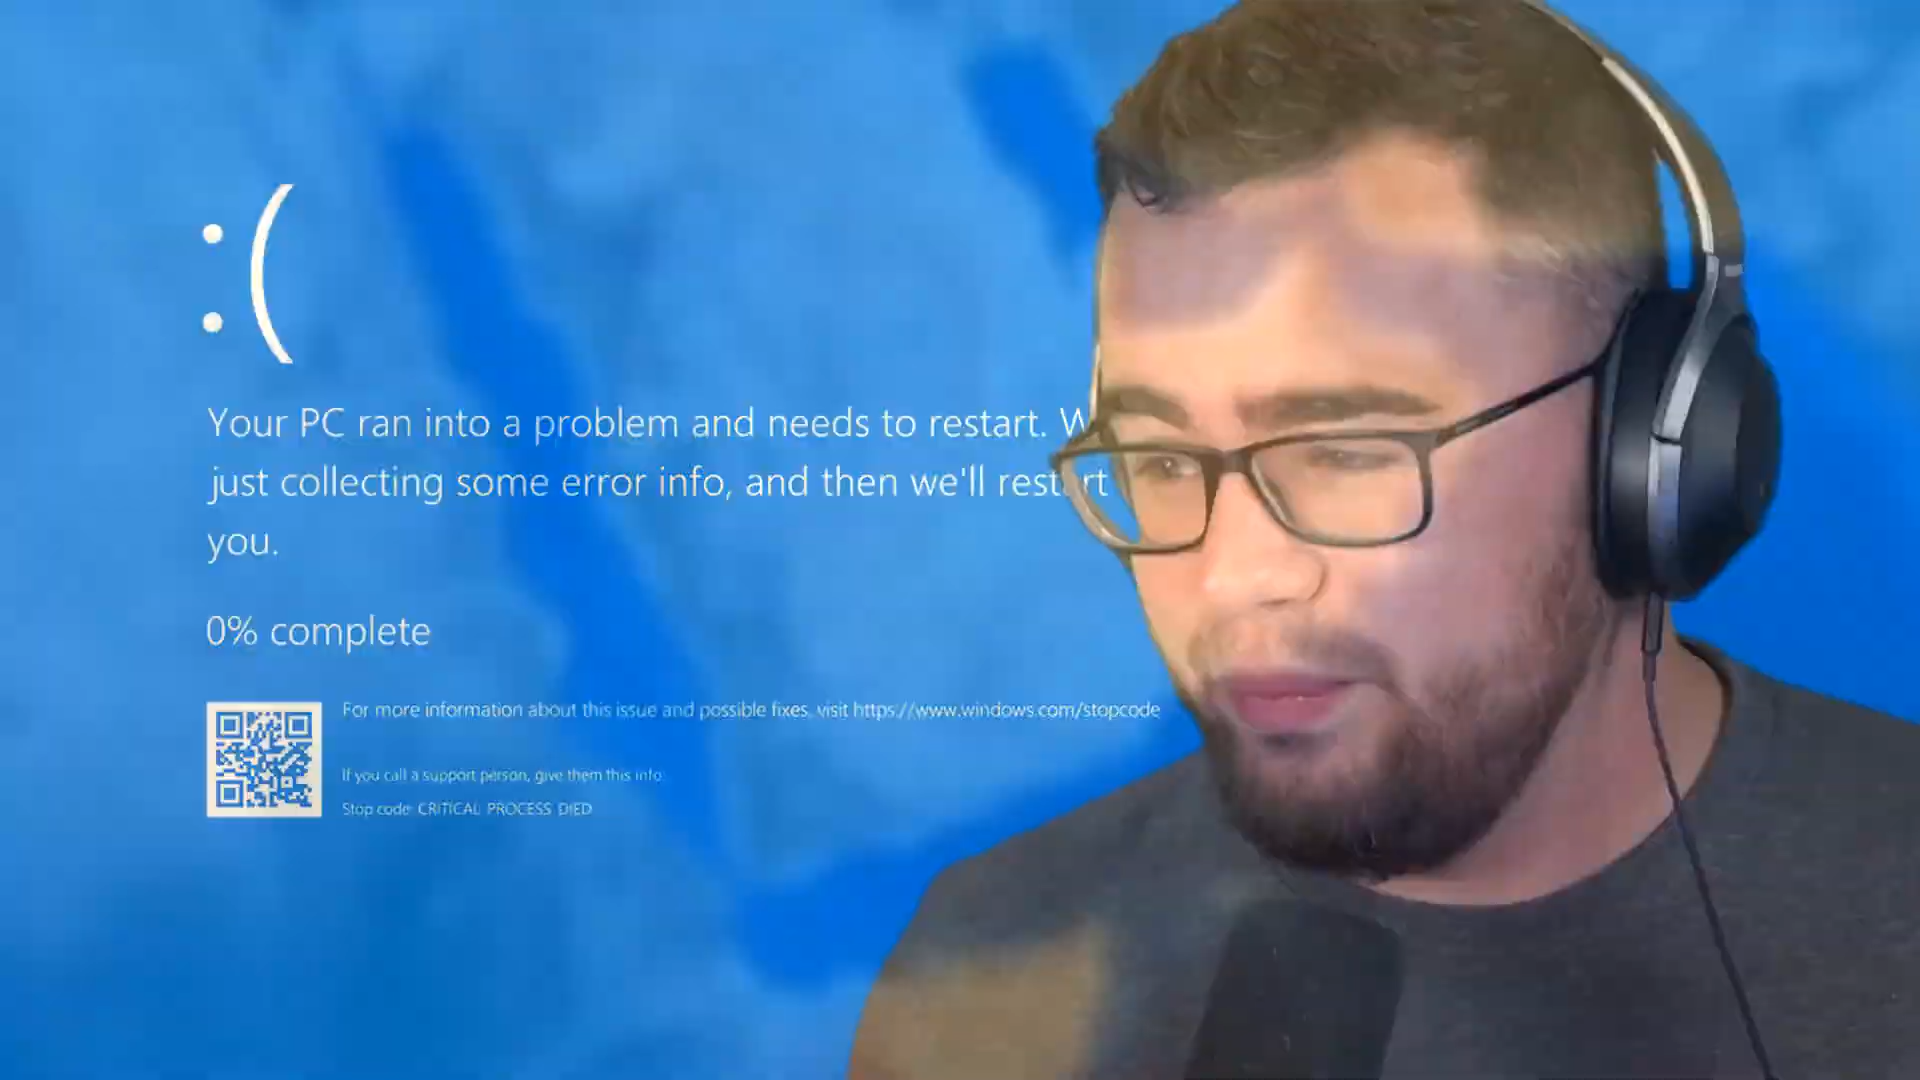 :(
Your PC ran into a problem and needs to restart. W
just collecting some error info, and then we'll restart
you.
0% complete
For more information about this issue and possible fixes, visit https://www.windows.com/stopcode
If you call a support person, give them this info:
Stop code: CRITICAL PROCESS DIED